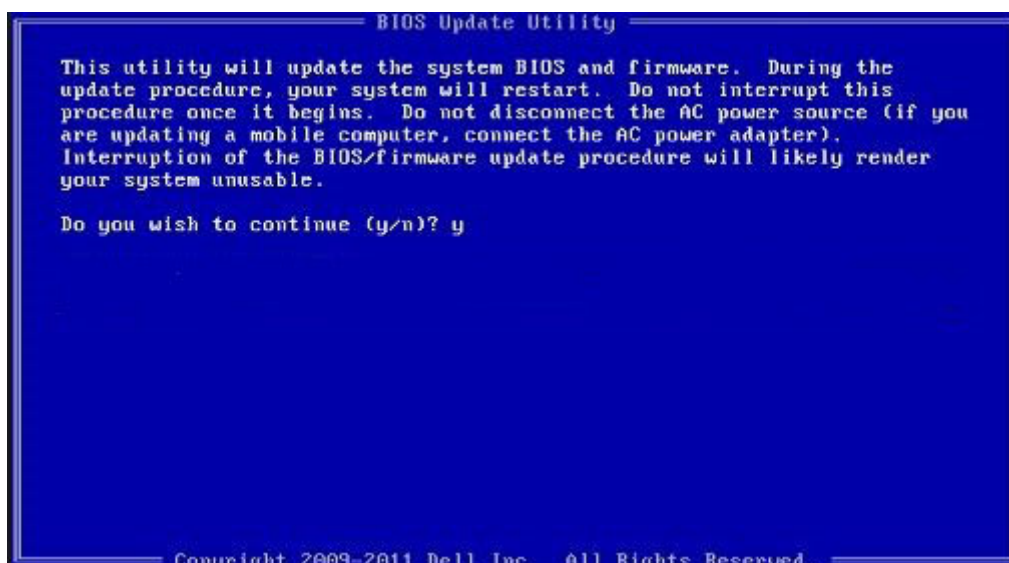 BIOS Update Utility
This utility will update the system BIOS and firmware. During the
update procedure, your system will restart. Do not interrupt this
procedure once it begins. Do not disconnect the AC power source (if you
are updating a mobile computer, connect the AC power adapter).
Interruption of the BIOS/firmware update procedure will likely render
your system unusable.
Do you wish to continue (y/n)? y
Copyright 2009-2011 Dell Inc. All Rights Reserved.